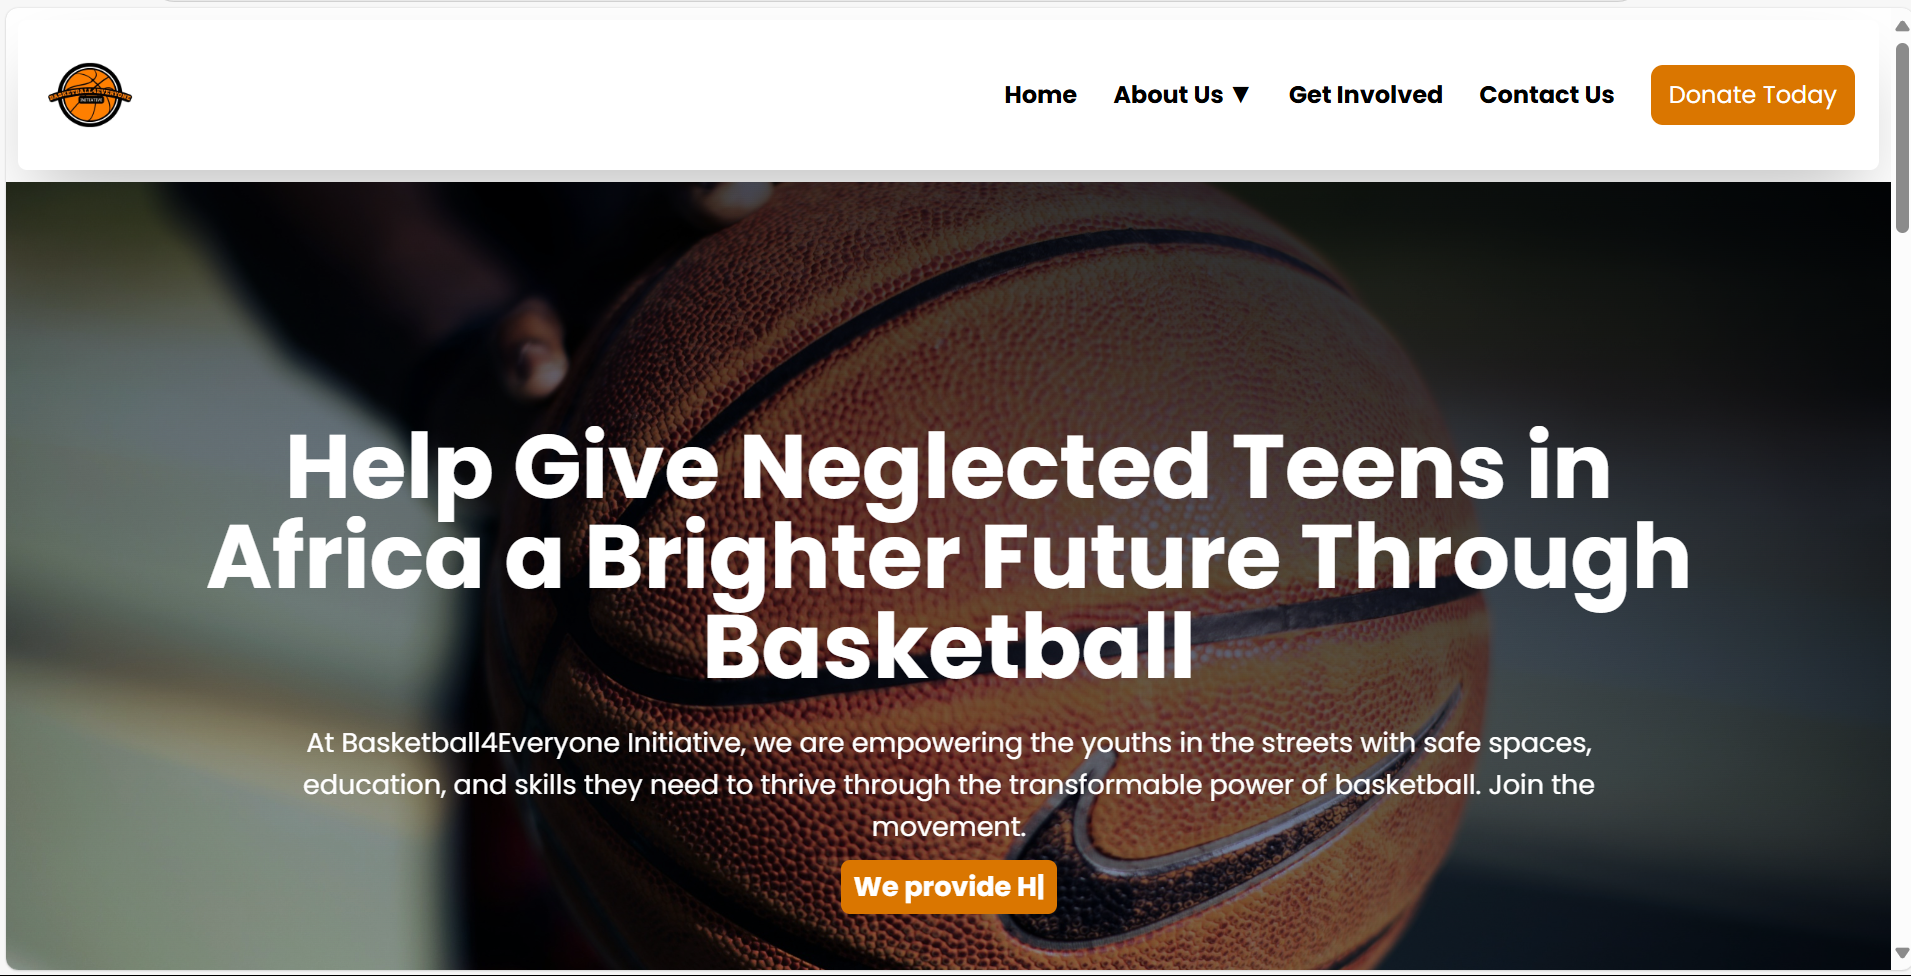 BASKETBALL4EVERYONE
INITIATIVE
Home
About Us ▼
Get Involved
Contact Us
Donate Today
Help Give Neglected Teens in
Africa a Brighter Future Through
Basketball
At Basketball4Everyone Initiative, we are empowering the youths in the streets with safe spaces,
education, and skills they need to thrive through the transformable power of basketball. Join the
movement.
We provide H|